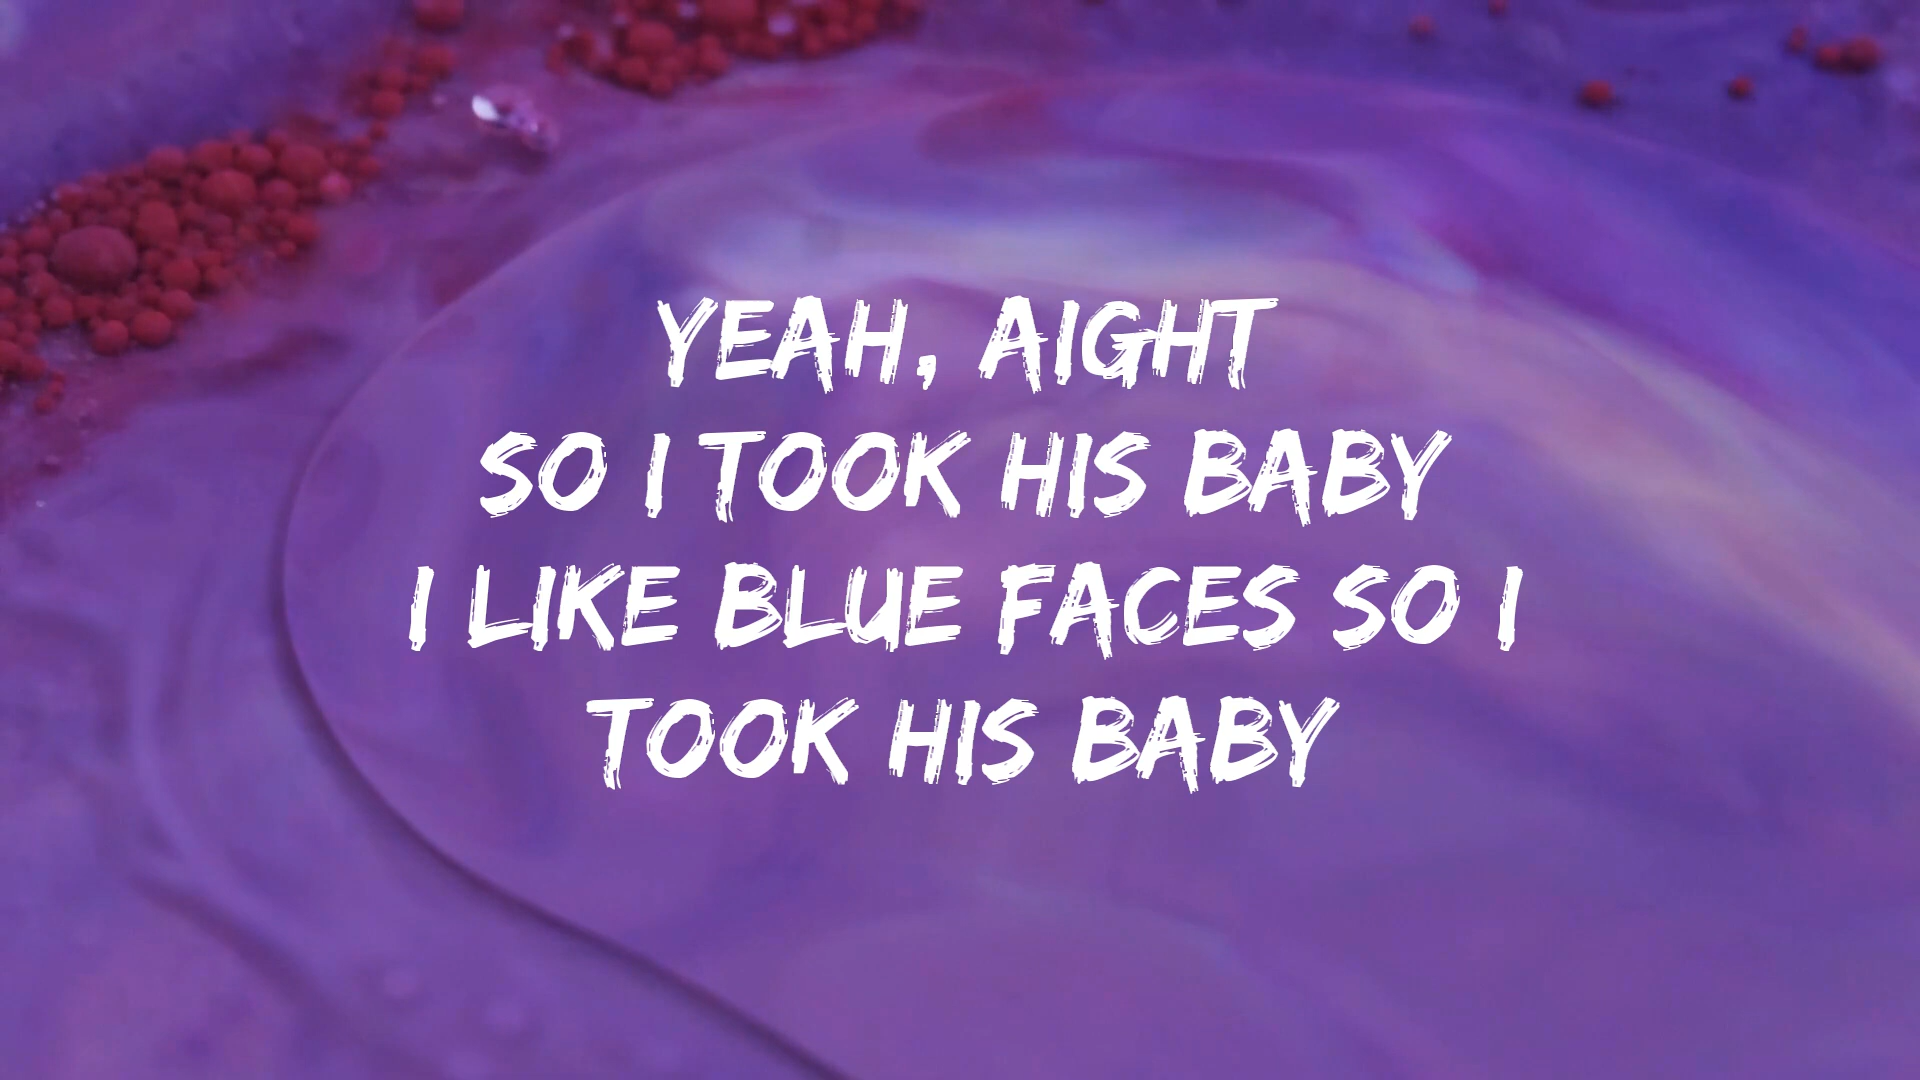 YEAH, AIGHT
SO I TOOK HIS BABY
I LIKE BLUE FACES SO I
TOOK HIS BABY